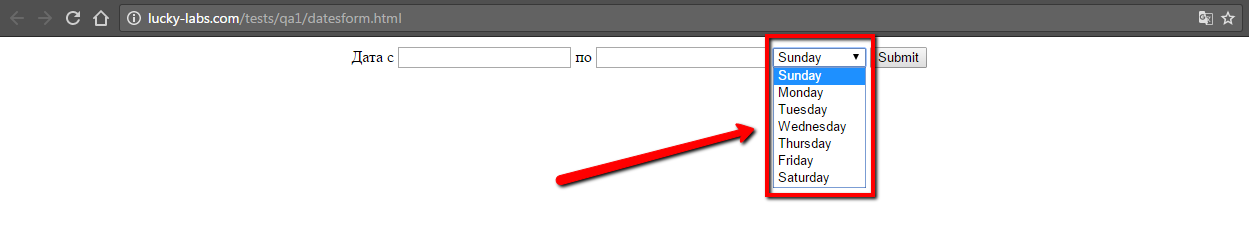 lucky-labs.com/tests/qa1/datesform.html
Дата с по Sunday Submit
Sunday
Monday
Tuesday
Wednesday
Thursday
Friday
Saturday